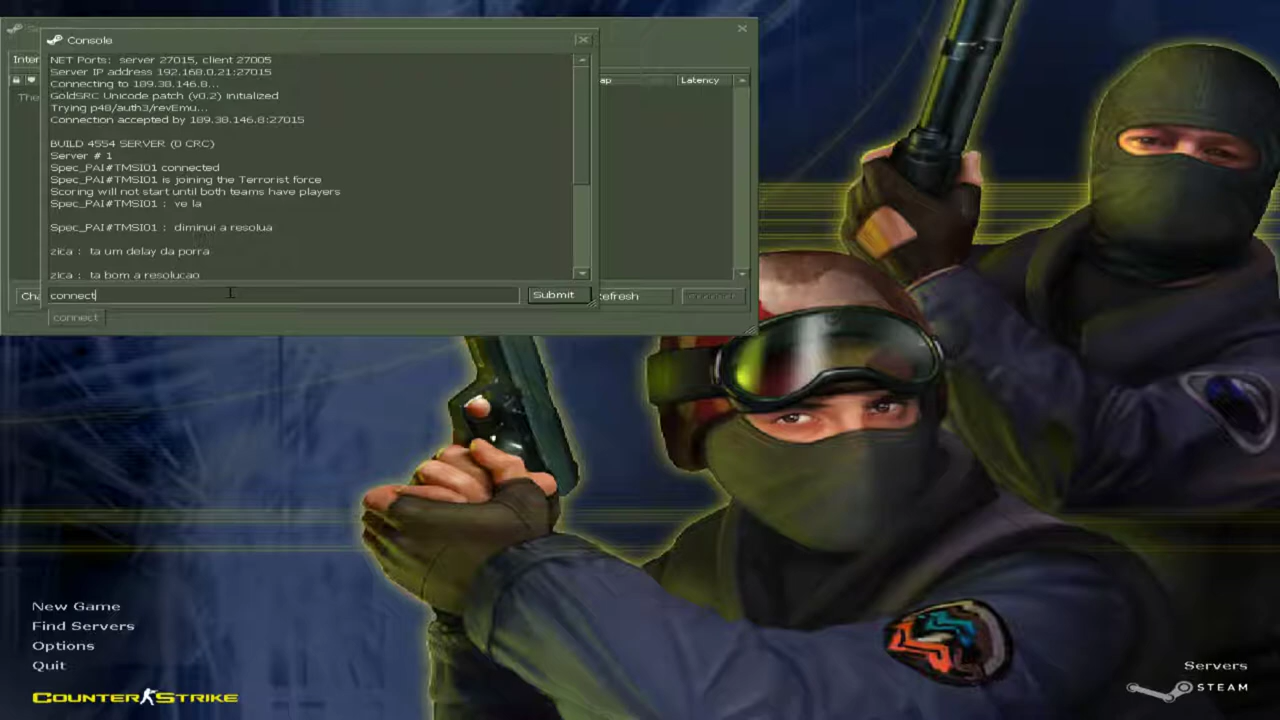 Console
Inter
NET Ports: server 27015, client 27005
Server IP address 192.168.0.21:27015
ap
Latency
Connecting to 189.38.146.8...
The
GoldSRC Unicode patch (v0.2) initialized
Trying p48/auth3/revEmu...
Connection accepted by 189.38.146.8:27015
BUILD 4554 SERVER (0 CRC)
Server # 1
Spec_PAI#TMSI01 connected
Spec_PAI#TMSI01 is joining the Terrorist force
Scoring will not start until both teams have players
Spec_PAI#TMSI01 : ve la
Spec_PAI#TMSI01 : diminui a resolua
zica : ta um delay da porra
zica : ta bom a resolucao
Cha
connect
Submit
efresh
connect
New Game
Find Servers
Options
Quit
COUNTER STRIKE
Servers
STEAM